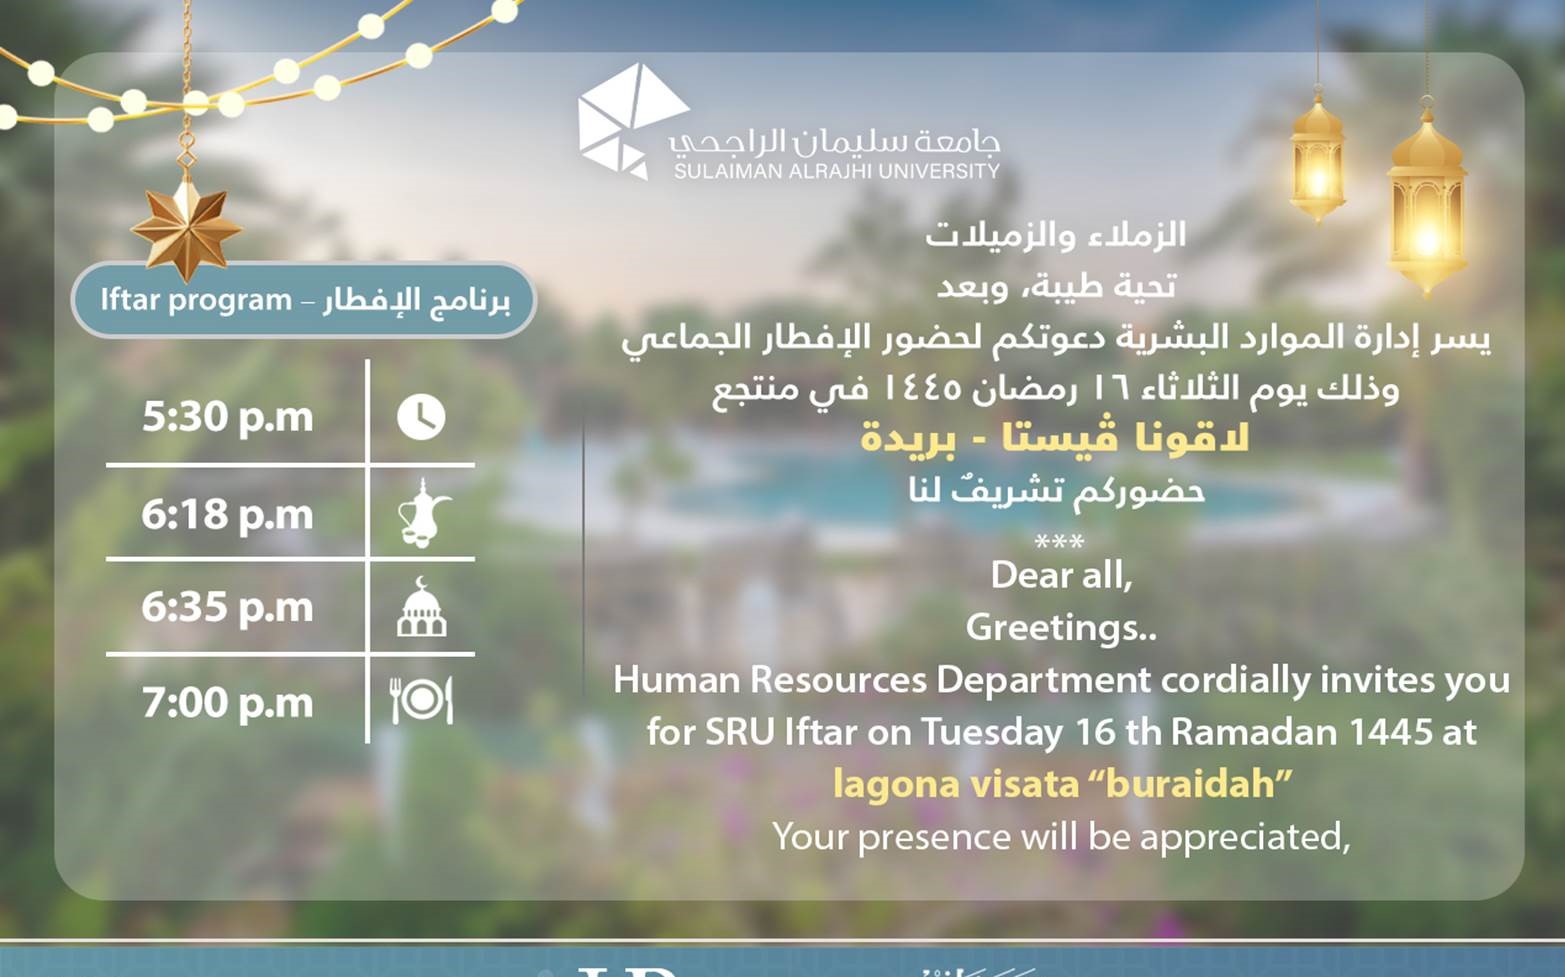 جامعة سليمان الراجحي
SULAIMAN ALRAJHI UNIVERSITY
الزملاء والزميلات
تحية طيبة، وبعد
يسر إدارة الموارد البشرية دعوتكم لحضور الإفطار الجماعي
وذلك يوم الثلاثاء ١٦ رمضان ١٤٤٥ في منتجع
لاقونا ڤيستا - بريدة
حضوركم تشريفٌ لنا
***
Dear all,
Greetings..
Human Resources Department cordially invites you
for SRU Iftar on Tuesday 16 th Ramadan 1445 at
lagona visata “buraidah”
Your presence will be appreciated,
برنامج الإفطار – Iftar program
5:30 p.m
6:18 p.m
6:35 p.m
7:00 p.m